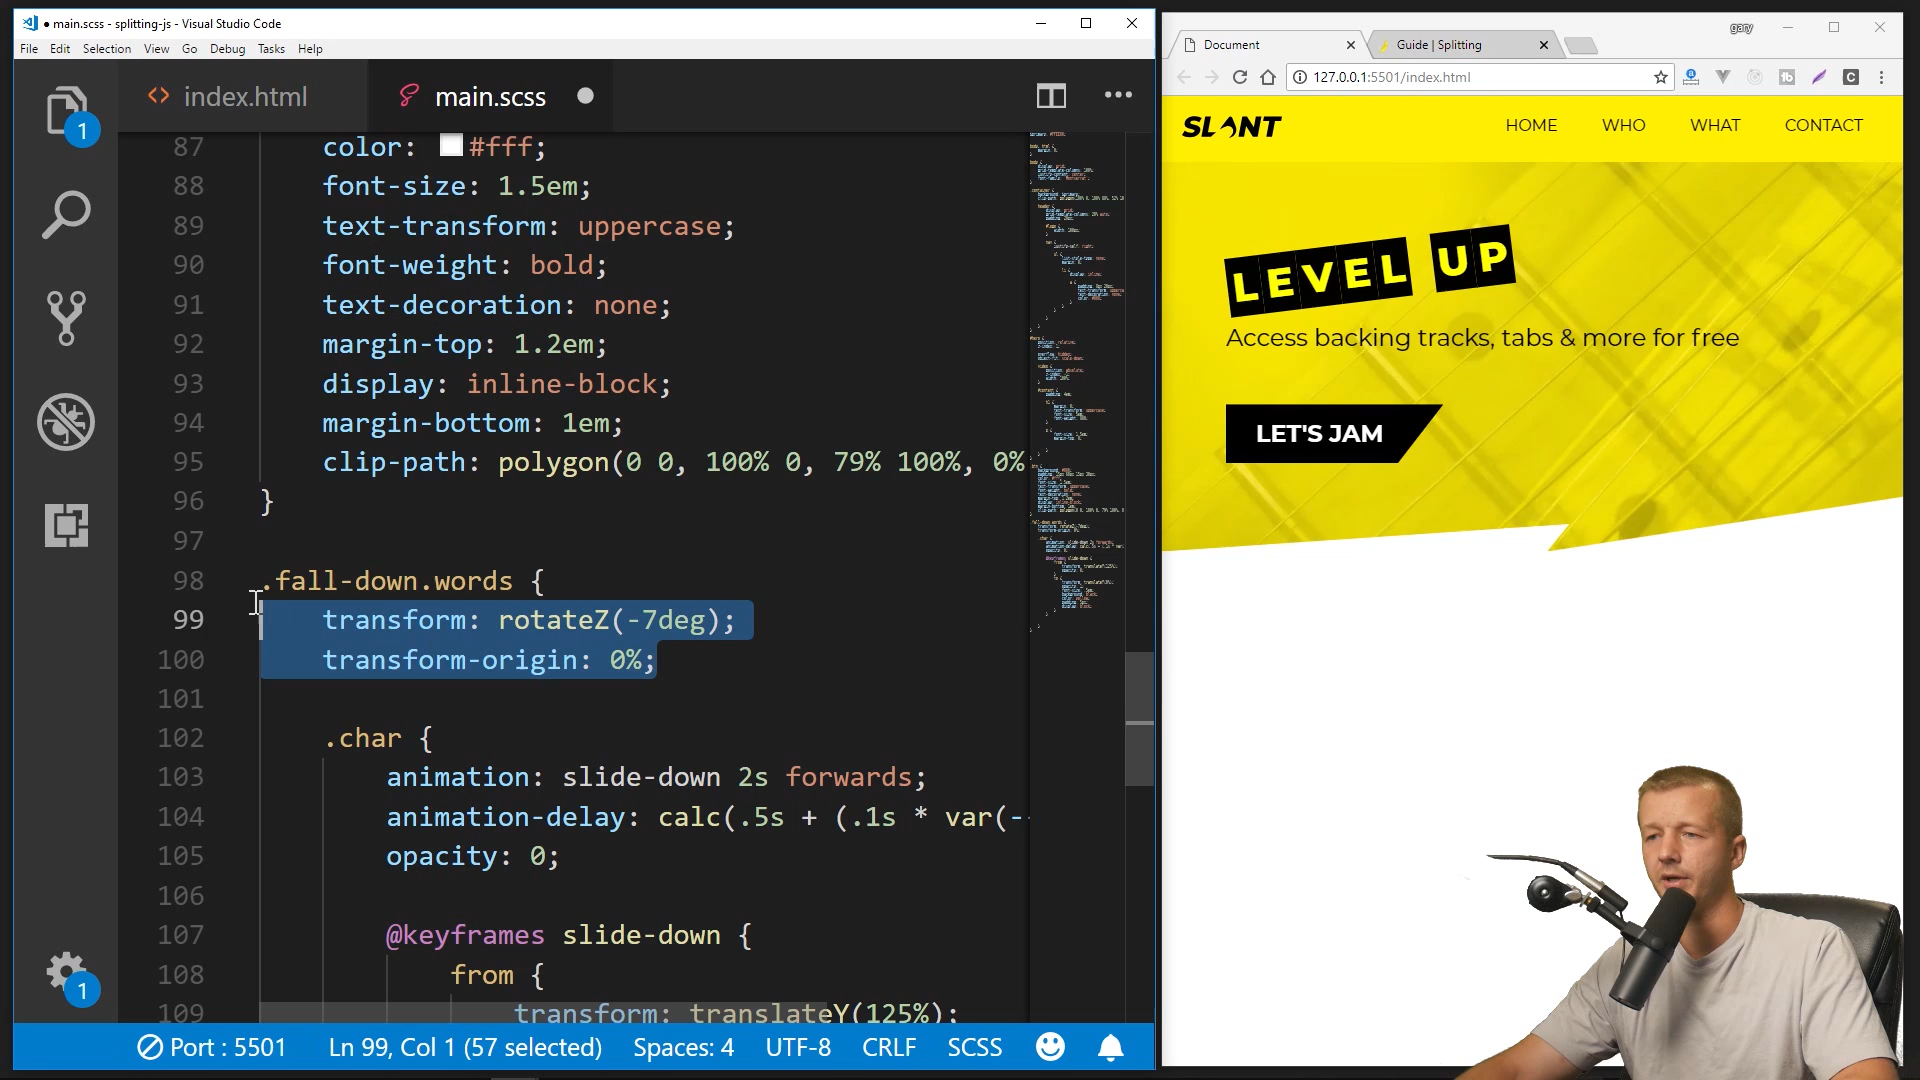 main.scss - splitting-js - Visual Studio Code
File Edit Selection View Go Debug Tasks Help
index.html
main.scss
1
87 color: #fff;
88 font-size: 1.5em;
89 text-transform: uppercase;
90 font-weight: bold;
91 text-decoration: none;
92 margin-top: 1.2em;
93 display: inline-block;
94 margin-bottom: 1em;
95 clip-path: polygon(0 0, 100% 0, 79% 100%, 0%
96 }
97
98 .fall-down.words {
99 transform: rotateZ(-7deg);
100 transform-origin: 0%;
101
102 .char {
103 animation: slide-down 2s forwards;
104 animation-delay: calc(.5s + (.1s * var(-
105 opacity: 0;
106
107 @keyframes slide-down {
108 from {
109 transform: translateY(125%);
1
Port : 5501 Ln 99, Col 1 (57 selected) Spaces: 4 UTF-8 CRLF SCSS
gary
Document
Guide | Splitting
127.0.0.1:5501/index.html
SLANT
HOME WHO WHAT CONTACT
LEVEL UP
Access backing tracks, tabs & more for free
LET'S JAM